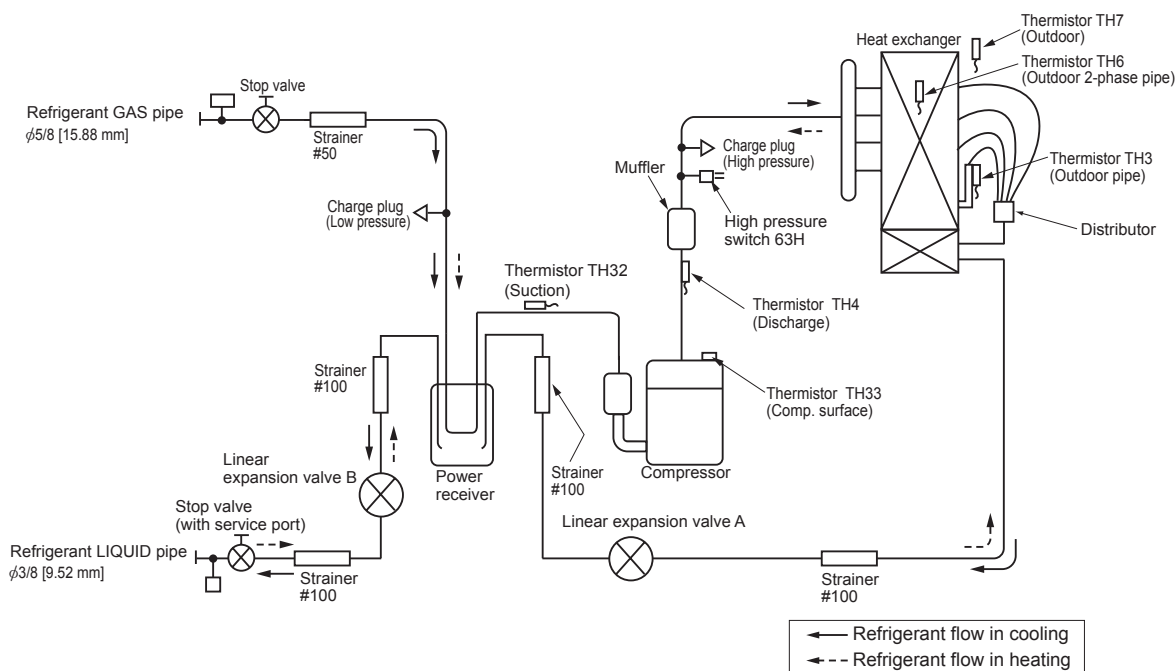 Stop valve
Refrigerant GAS pipe
ϕ5/8 [15.88 mm]
Strainer
#50
Charge plug
(Low pressure)
Thermistor TH32
(Suction)
Strainer
#100
Linear
expansion valve B
Stop valve
(with service port)
Refrigerant LIQUID pipe
ϕ3/8 [9.52 mm]
Strainer
#100
Power
receiver
Strainer
#100
Compressor
Linear expansion valve A
Strainer
#100
Muffler
Charge plug
(High pressure)
High pressure
switch 63H
Thermistor TH4
(Discharge)
Thermistor TH33
(Comp. surface)
Heat exchanger
Thermistor TH7
(Outdoor)
Thermistor TH6
(Outdoor 2-phase pipe)
Thermistor TH3
(Outdoor pipe)
Distributor
Refrigerant flow in cooling
Refrigerant flow in heating